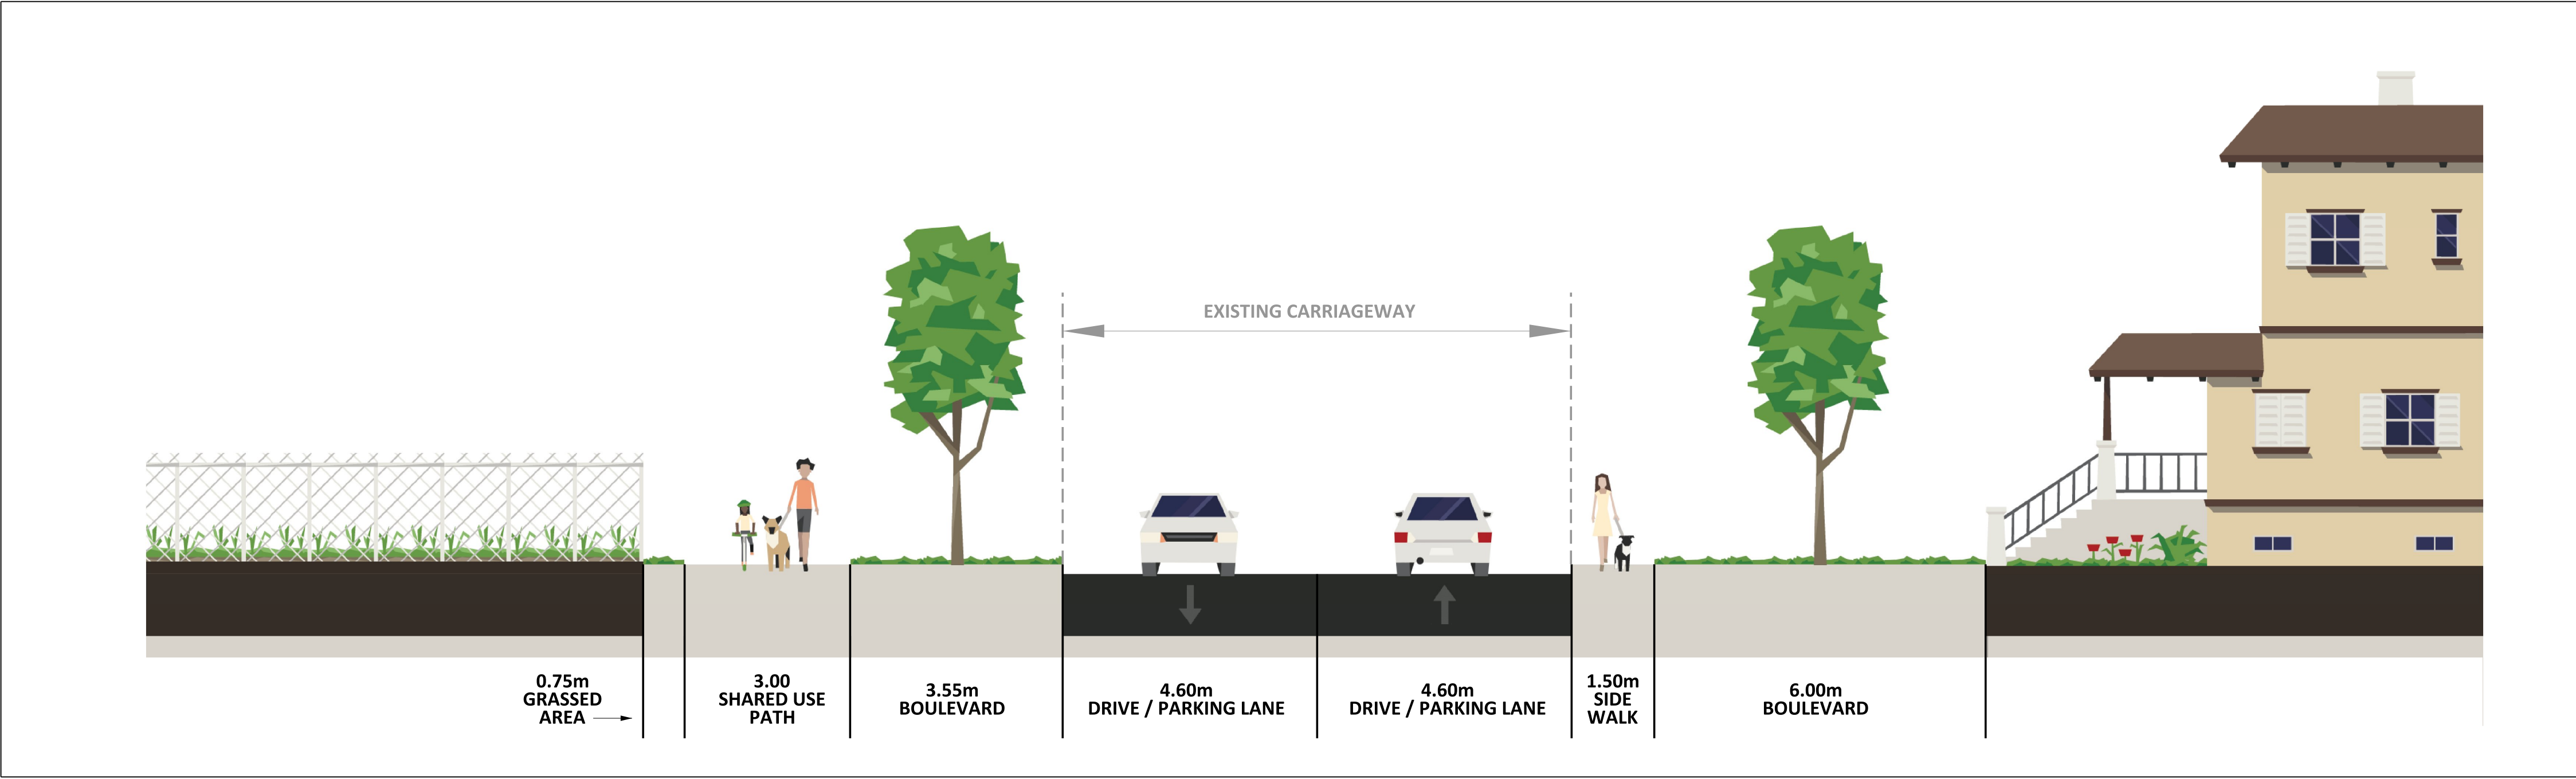 EXISTING CARRIAGEWAY
0.75m
GRASSED
AREA
3.00
SHARED USE
PATH
3.55m
BOULEVARD
4.60m
DRIVE / PARKING LANE
4.60m
DRIVE / PARKING LANE
1.50m
SIDE
WALK
6.00m
BOULEVARD